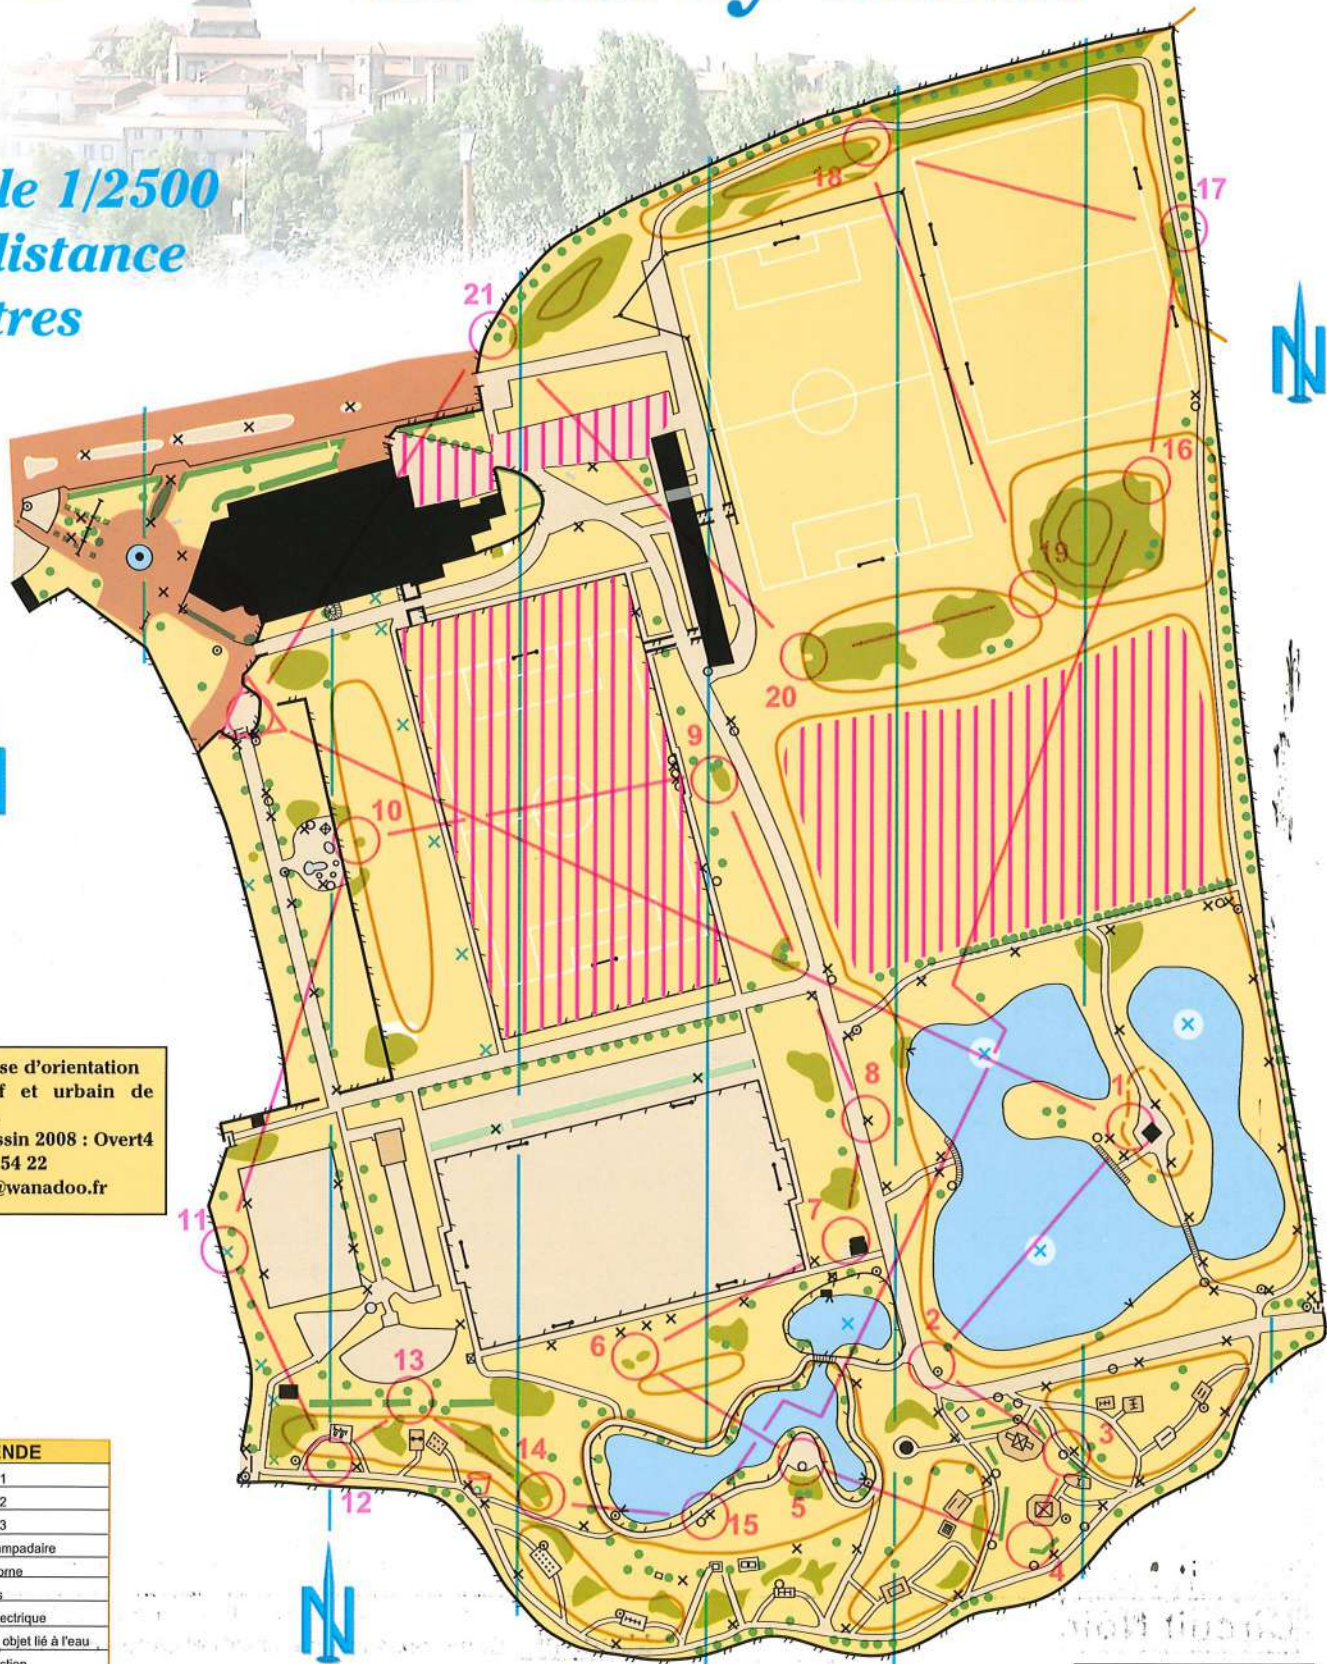 le 1/2500
distance
tres
21
18
17
16
19
20
9
10
8
1
7
11
2
6
13
3
14
12
5
15
4
se d'orientation
f et urbain de
ssin 2008 : Overt4
54 22
@wanadoo.fr
ENDE
1
2
3
mpadaire
orne
s
ectrique
objet lié à l'eau
N
N